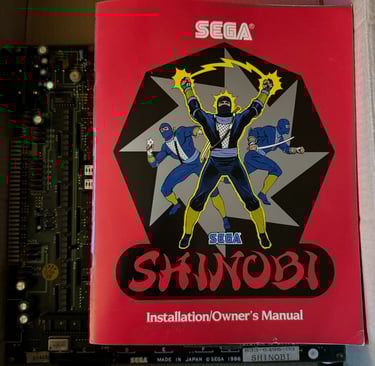 SEGA®
SEGA
SHINOBI
Installation/Owner's Manual
SEGA MADE IN JAPAN © SEGA 1986
SHINOBI